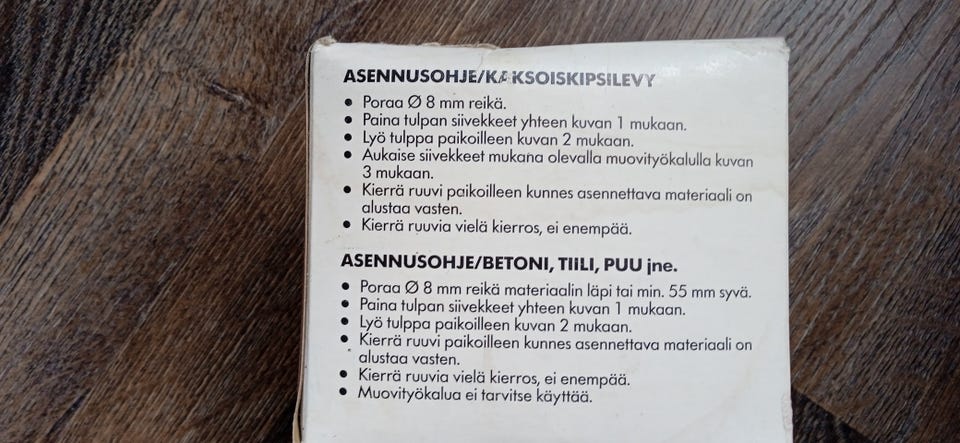 ASENNUSOHJE/KAKSOISKIPSILEVY
• Poraa Ø 8 mm reikä.
• Paina tulpan siivekkeet yhteen kuvan 1 mukaan.
• Lyö tulppa paikoilleen kuvan 2 mukaan.
• Aukaise siivekkeet mukana olevalla muovityökalulla kuvan
3 mukaan.
• Kierrä ruuvi paikoilleen kunnes asennettava materiaali on
alustaa vasten.
• Kierrä ruuvia vielä kierros, ei enempää.
ASENNUSOHJE/BETONI, TIILI, PUU jne.
• Poraa Ø 8 mm reikä materiaalin läpi tai min. 55 mm syvä.
• Paina tulpan siivekkeet yhteen kuvan 1 mukaan.
• Lyö tulppa paikoilleen kuvan 2 mukaan.
• Kierrä ruuvi paikoilleen kunnes asennettava materiaali on
alustaa vasten.
• Kierrä ruuvia vielä kierros, ei enempää.
• Muovityökalua ei tarvitse käyttää.